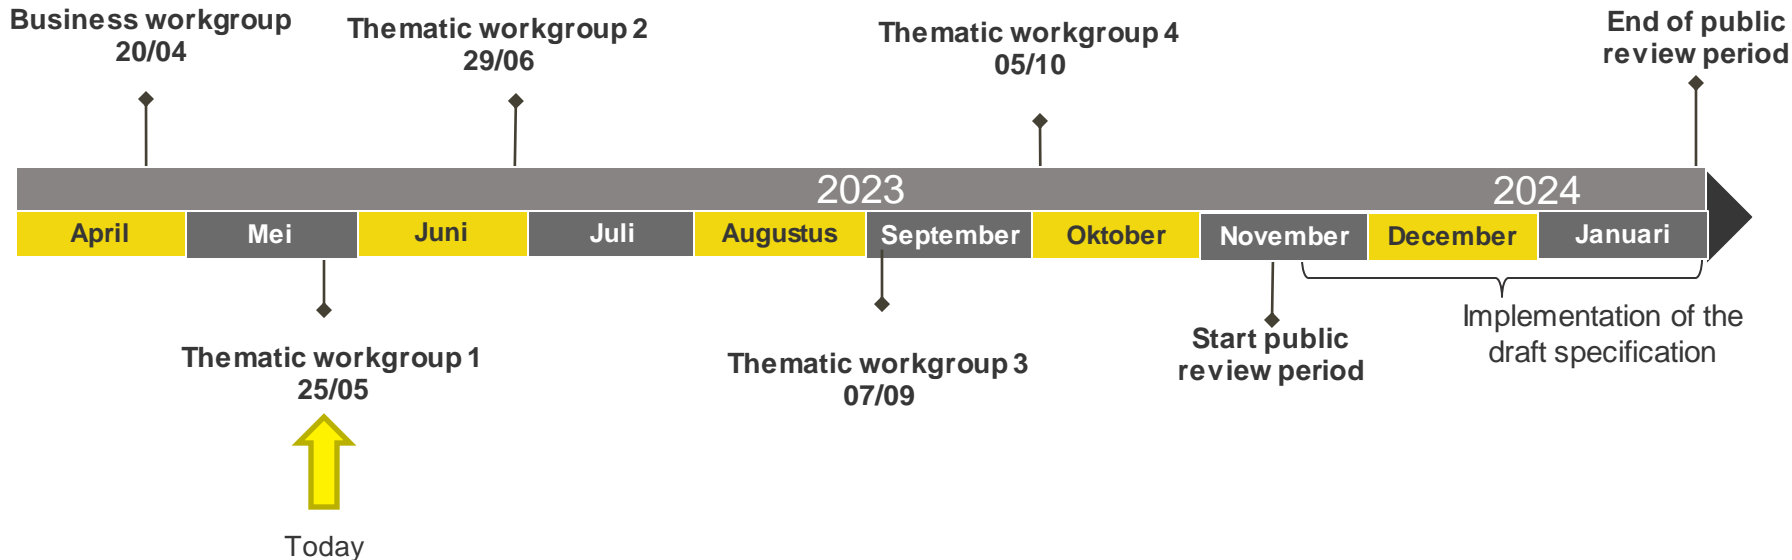 Business workgroup
20/04
Thematic workgroup 2
29/06
Thematic workgroup 4
05/10
End of public
review period
2023
2024
April
Mei
Juni
Juli
Augustus
September
Oktober
November
December
Januari
Thematic workgroup 1
25/05
Thematic workgroup 3
07/09
Start public
review period
Implementation of the
draft specification
Today